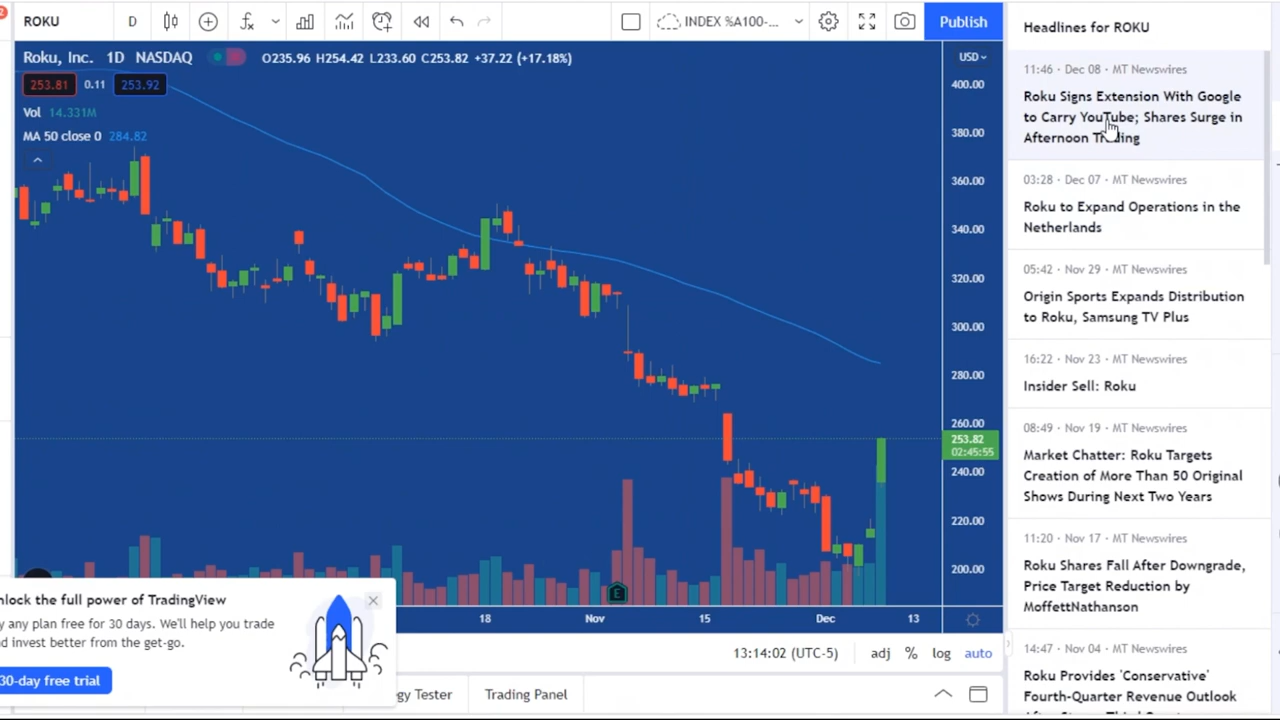 ROKU
D
INDEX %A100-...
Publish
Roku, Inc. 1D NASDAQ O235.96 H254.42 L233.60 C253.82 +37.22 (+17.18%)
253.81 0.11 253.92
Vol 14.331M
MA 50 close 0 284.82
USD
400.00
380.00
360.00
340.00
320.00
300.00
280.00
260.00
253.82
02:45:55
240.00
220.00
200.00
E
18 Nov 15 Dec 13
13:14:02 (UTC-5) adj % log auto
gy Tester Trading Panel
nlock the full power of TradingView
y any plan free for 30 days. We'll help you trade
nd invest better from the get-go.
30-day free trial
Headlines for ROKU
11:46 · Dec 08 · MT Newswires
Roku Signs Extension With Google
to Carry YouTube; Shares Surge in
Afternoon Trading
03:28 · Dec 07 · MT Newswires
Roku to Expand Operations in the
Netherlands
05:42 · Nov 29 · MT Newswires
Origin Sports Expands Distribution
to Roku, Samsung TV Plus
16:22 · Nov 23 · MT Newswires
Insider Sell: Roku
08:49 · Nov 19 · MT Newswires
Market Chatter: Roku Targets
Creation of More Than 50 Original
Shows During Next Two Years
11:20 · Nov 17 · MT Newswires
Roku Shares Fall After Downgrade,
Price Target Reduction by
MoffettNathanson
14:47 · Nov 04 · MT Newswires
Roku Provides 'Conservative'
Fourth-Quarter Revenue Outlook